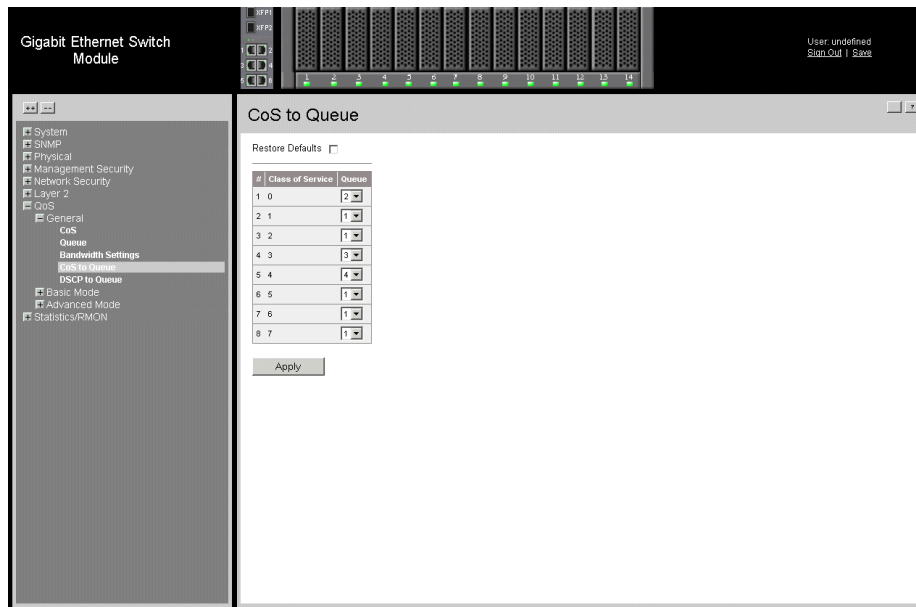 Gigabit Ethernet Switch
Module
XFP1
XFP2
1 2
3 4
5 6
1 2 3 4 5 6 7 8 9 10 11 12 13 14
User: undefined
Sign Out | Save
++ --
System
SNMP
Physical
Management Security
Network Security
Layer 2
QoS
General
CoS
Queue
Bandwidth Settings
CoS to Queue
DSCP to Queue
Basic Mode
Advanced Mode
Statistics/RMON
CoS to Queue
?
Restore Defaults
# Class of Service Queue
1 0 2
2 1 1
3 2 1
4 3 3
5 4 4
6 5 1
7 6 1
8 7 1
Apply